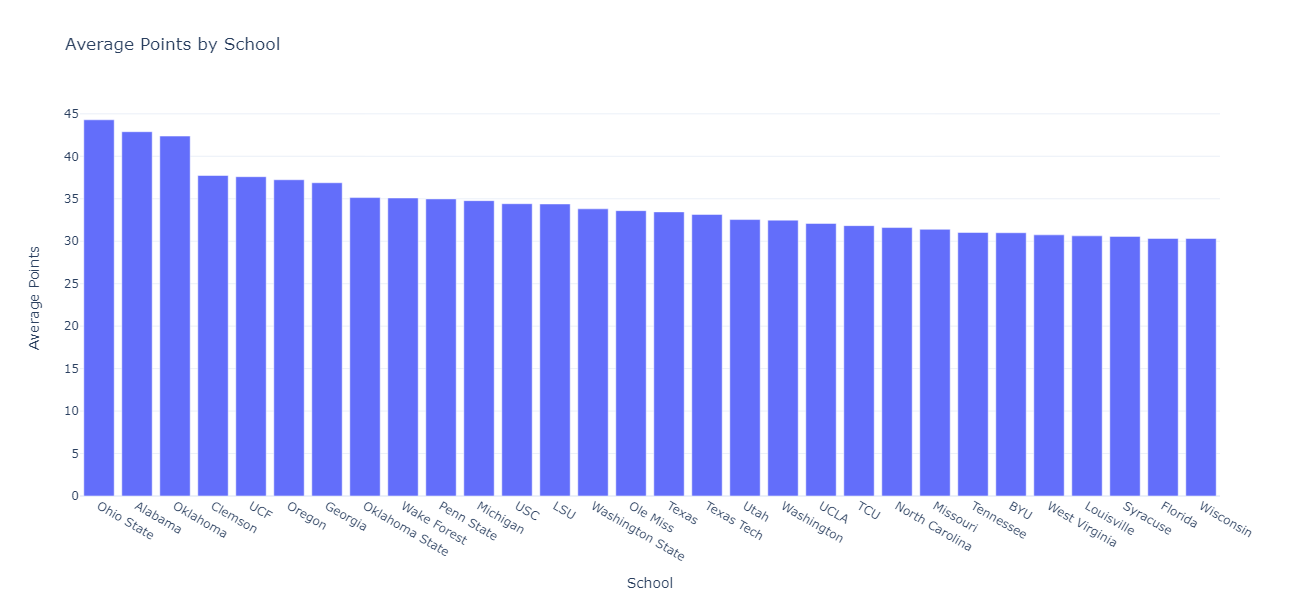 Average Points by School
45
40
35
30
25
20
15
10
5
0
Average Points
Ohio State
Alabama
Oklahoma
Clemson
UCF
Oregon
Georgia
Oklahoma State
Wake Forest
Penn State
Michigan
USC
LSU
Washington State
Ole Miss
Texas
Texas Tech
Utah
Washington
UCLA
TCU
North Carolina
Missouri
Tennessee
BYU
West Virginia
Louisville
Syracuse
Florida
Wisconsin
School